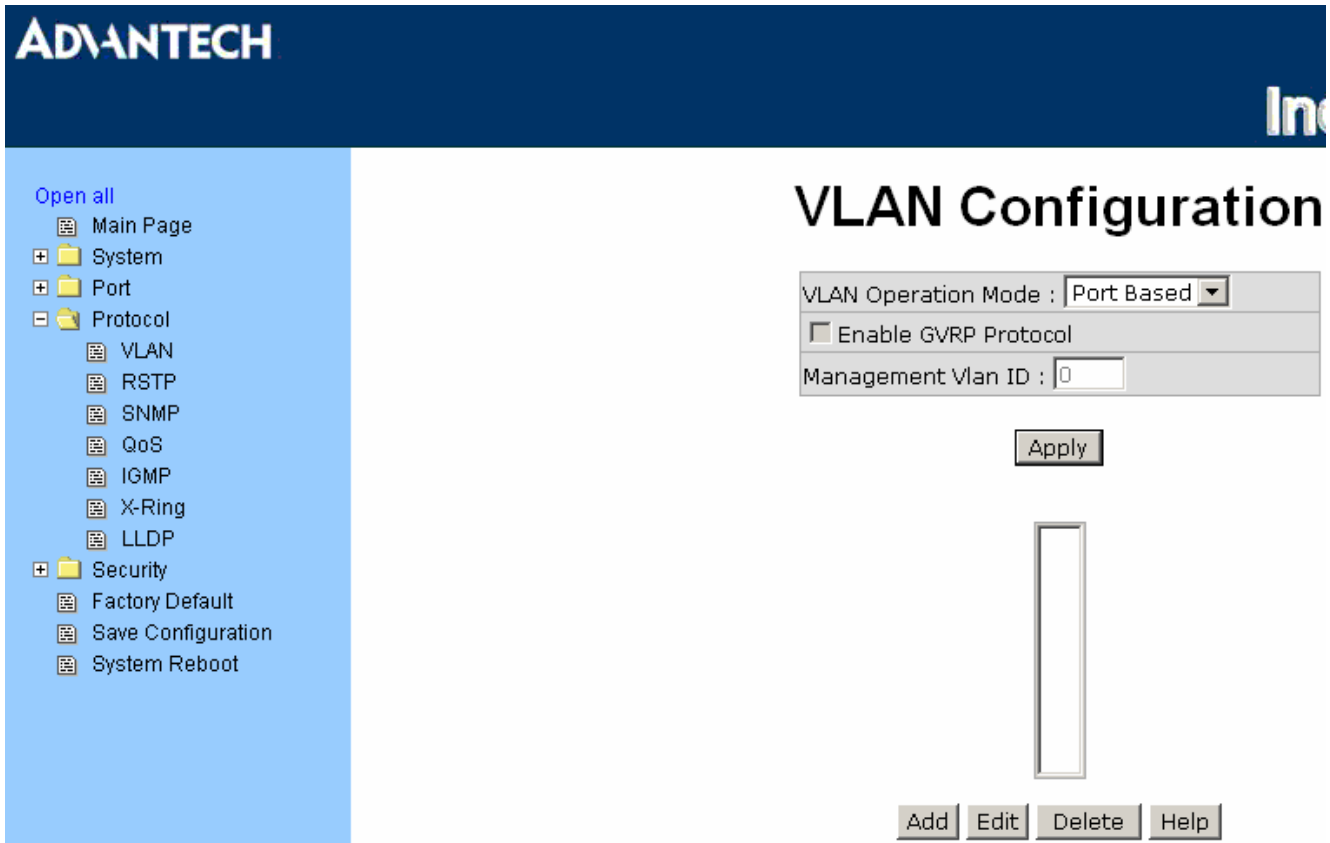 ADVANTECH
Open all
Main Page
System
Port
Protocol
VLAN
RSTP
SNMP
QoS
IGMP
X-Ring
LLDP
Security
Factory Default
Save Configuration
System Reboot
VLAN Configuration
VLAN Operation Mode : Port Based
Enable GVRP Protocol
Management Vlan ID : 0
Apply
Add Edit Delete Help